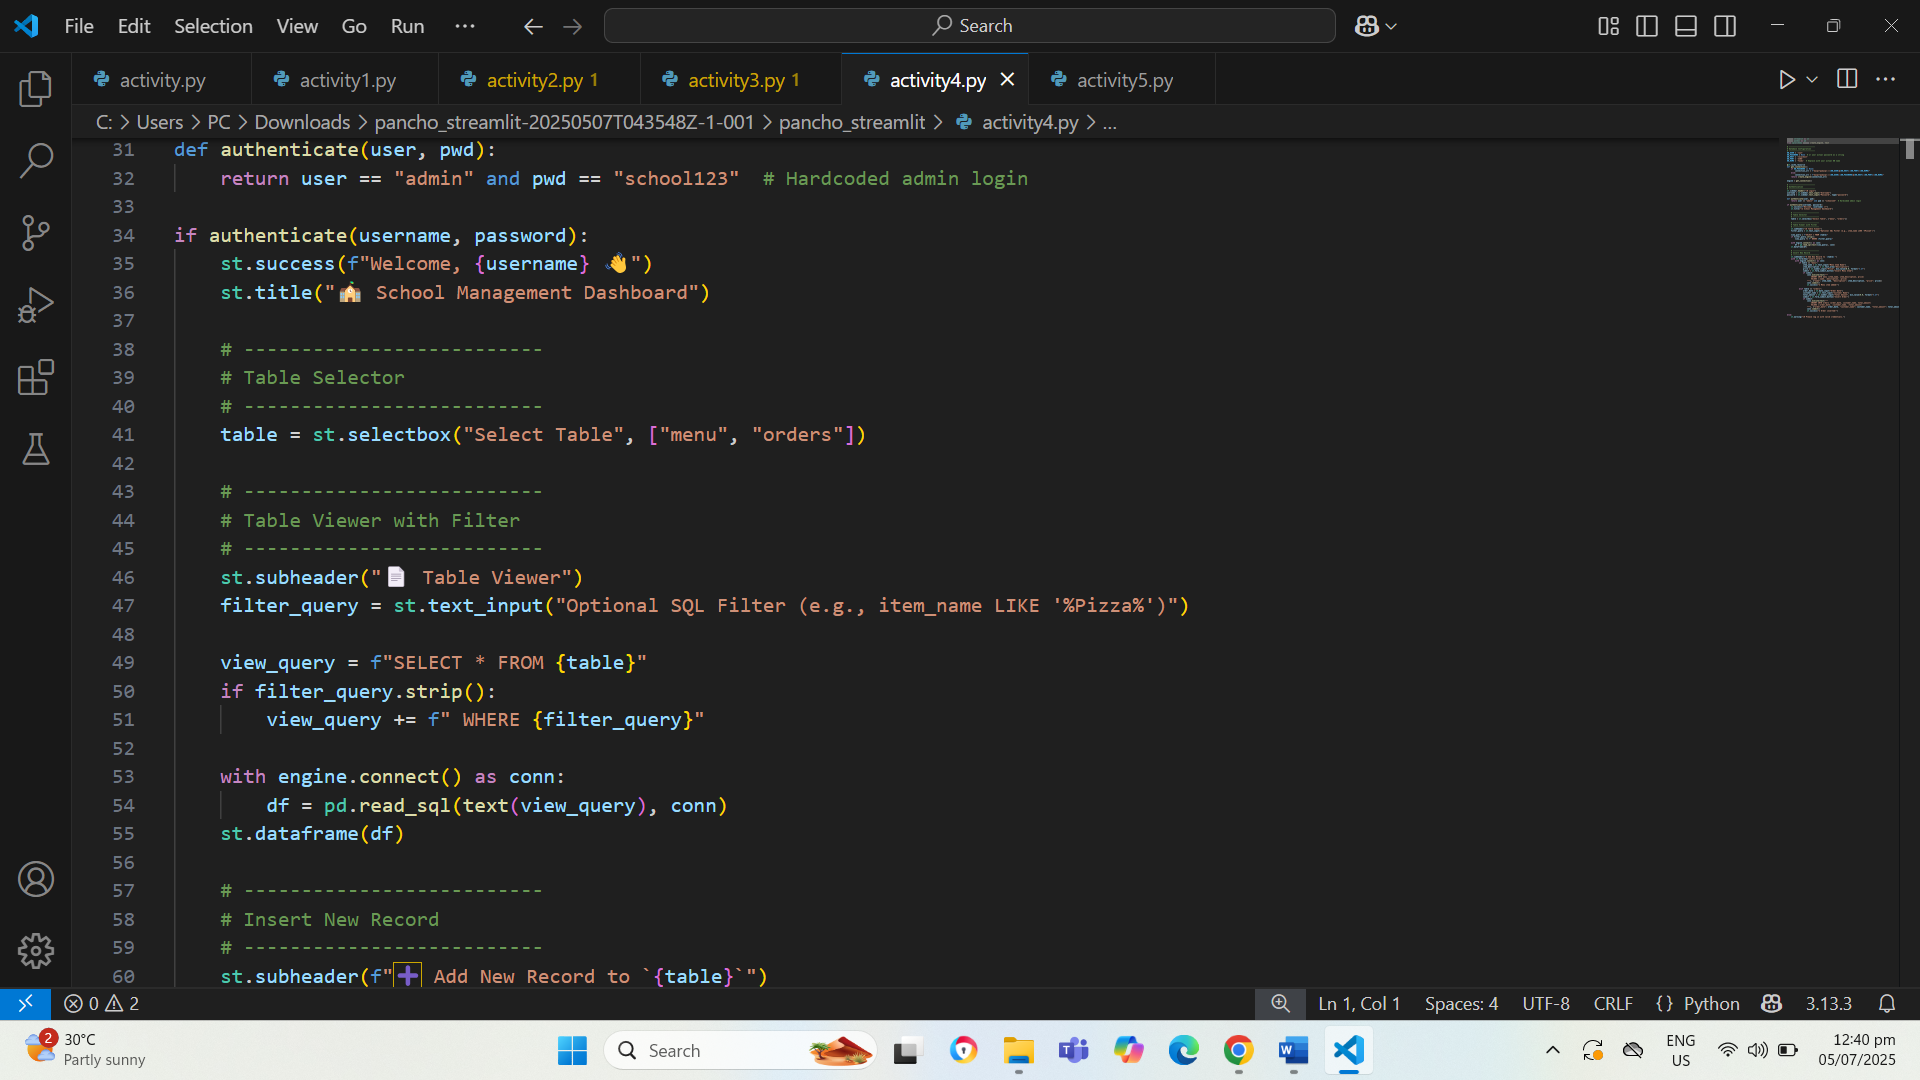 File Edit Selection View Go Run ··· Search
activity.py activity1.py activity2.py 1 activity3.py 1 activity4.py activity5.py
C: > Users > PC > Downloads > pancho_streamlit-20250507T043548Z-1-001 > pancho_streamlit > activity4.py > ...
31 def authenticate(user, pwd):
32     return user == "admin" and pwd == "school123"  # Hardcoded admin login
33
34 if authenticate(username, password):
35     st.success(f"Welcome, {username} 👋")
36     st.title("🏫 School Management Dashboard")
37
38     # --------------------------
39     # Table Selector
40     # --------------------------
41     table = st.selectbox("Select Table", ["menu", "orders"])
42
43     # --------------------------
44     # Table Viewer with Filter
45     # --------------------------
46     st.subheader("📄 Table Viewer")
47     filter_query = st.text_input("Optional SQL Filter (e.g., item_name LIKE '%Pizza%')")
48
49     view_query = f"SELECT * FROM {table}"
50     if filter_query.strip():
51         view_query += f" WHERE {filter_query}"
52
53     with engine.connect() as conn:
54         df = pd.read_sql(text(view_query), conn)
55     st.dataframe(df)
56
57     # --------------------------
58     # Insert New Record
59     # --------------------------
60     st.subheader(f"➕ Add New Record to `{table}`")
0 2 Ln 1, Col 1 Spaces: 4 UTF-8 CRLF {} Python 3.13.3
2 30°C
Partly sunny
Search
ENG
US
12:40 pm
05/07/2025